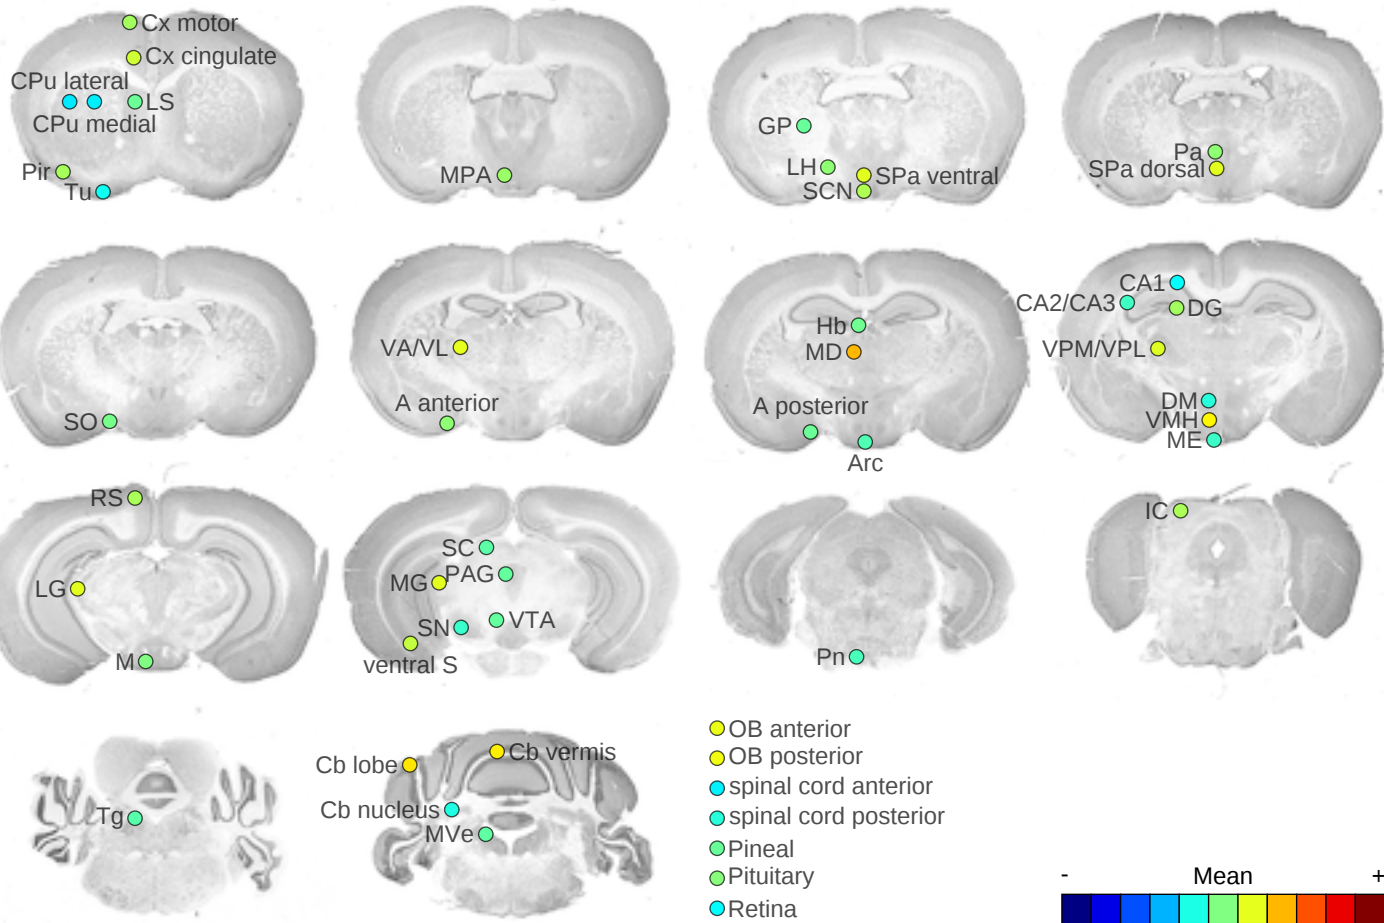 Cx motor
Cx cingulate
CPu lateral
LS
CPu medial
Pir
Tu
MPA
GP
LH
SPa ventral
SCN
Pa
SPa dorsal
SO
VA/VL
A anterior
Hb
MD
A posterior
Arc
CA1
CA2/CA3
DG
VPM/VPL
DM
VMH
ME
RS
LG
M
SC
MG
PAG
SN
VTA
ventral S
Pn
IC
Tg
Cb lobe
Cb vermis
Cb nucleus
MVe
OB anterior
OB posterior
spinal cord anterior
spinal cord posterior
Pineal
Pituitary
Retina
- Mean +